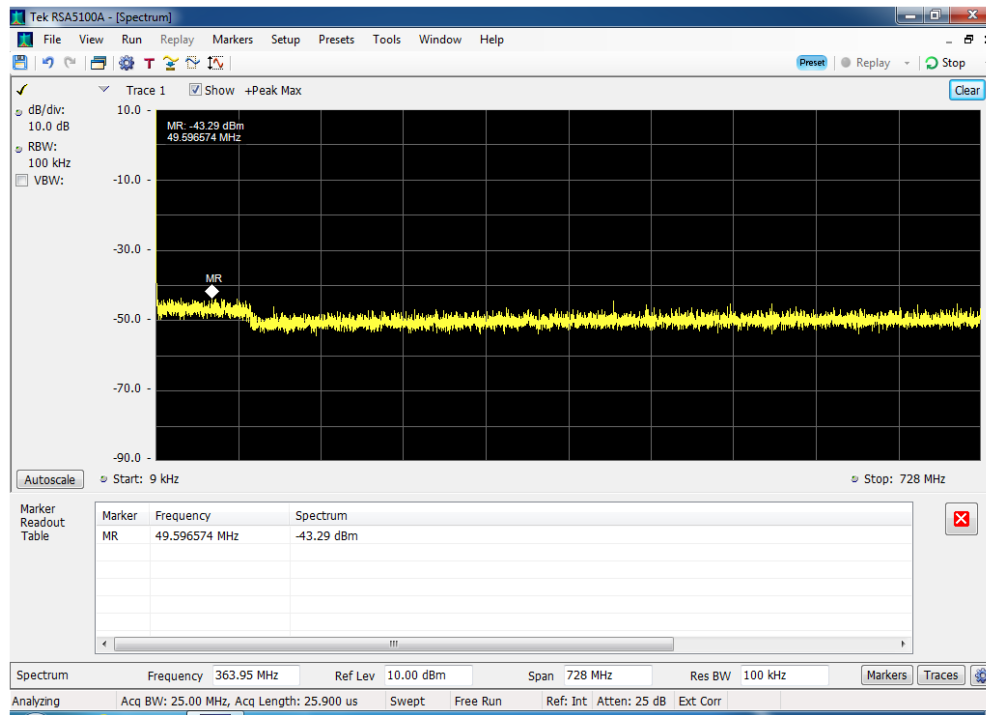 Tek RSA5100A - [Spectrum]
File View Run Replay Markers Setup Presets Tools Window Help
T Preset Replay Stop
Trace 1 Show +Peak Max Clear
dB/div:
10.0 dB
RBW:
100 kHz
VBW:
10.0
-10.0
-30.0
-50.0
-70.0
-90.0
MR: -43.29 dBm
49.596574 MHz
MR
Autoscale Start: 9 kHz Stop: 728 MHz
Marker
Readout
Table
Marker Frequency Spectrum
MR 49.596574 MHz -43.29 dBm
Spectrum Frequency 363.95 MHz Ref Lev 10.00 dBm Span 728 MHz Res BW 100 kHz Markers Traces
Analyzing Acq BW: 25.00 MHz, Acq Length: 25.900 us Swept Free Run Ref: Int Atten: 25 dB Ext Corr